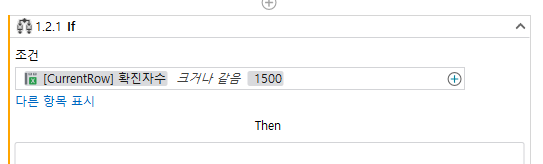 1.2.1 If
조건
[CurrentRow] 확진자수 크거나 같음 1500
다른 항목 표시
Then